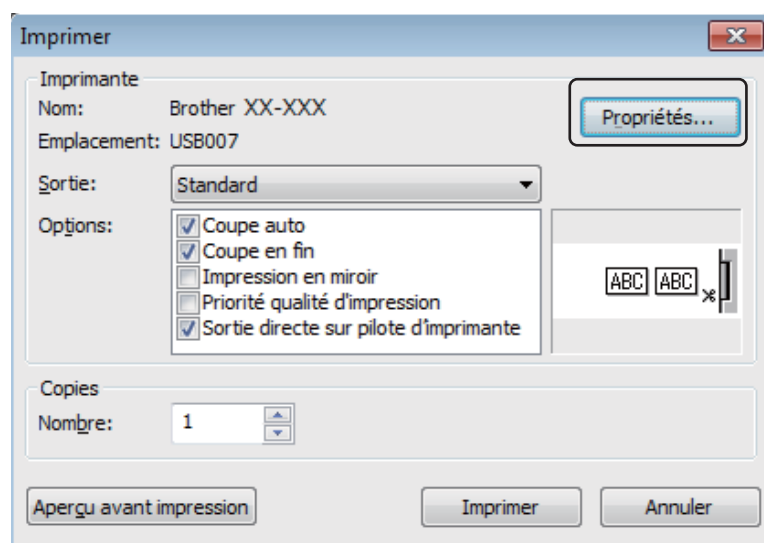 Imprimer
Imprimante
Nom: Brother XX-XXX
Propriétés...
Emplacement: USB007
Sortie: Standard
Options: Coupe auto
Coupe en fin
Impression en miroir
Priorité qualité d'impression
Sortie directe sur pilote d'imprimante
ABC ABC
Copies
Nombre: 1
Aperçu avant impression Imprimer Annuler